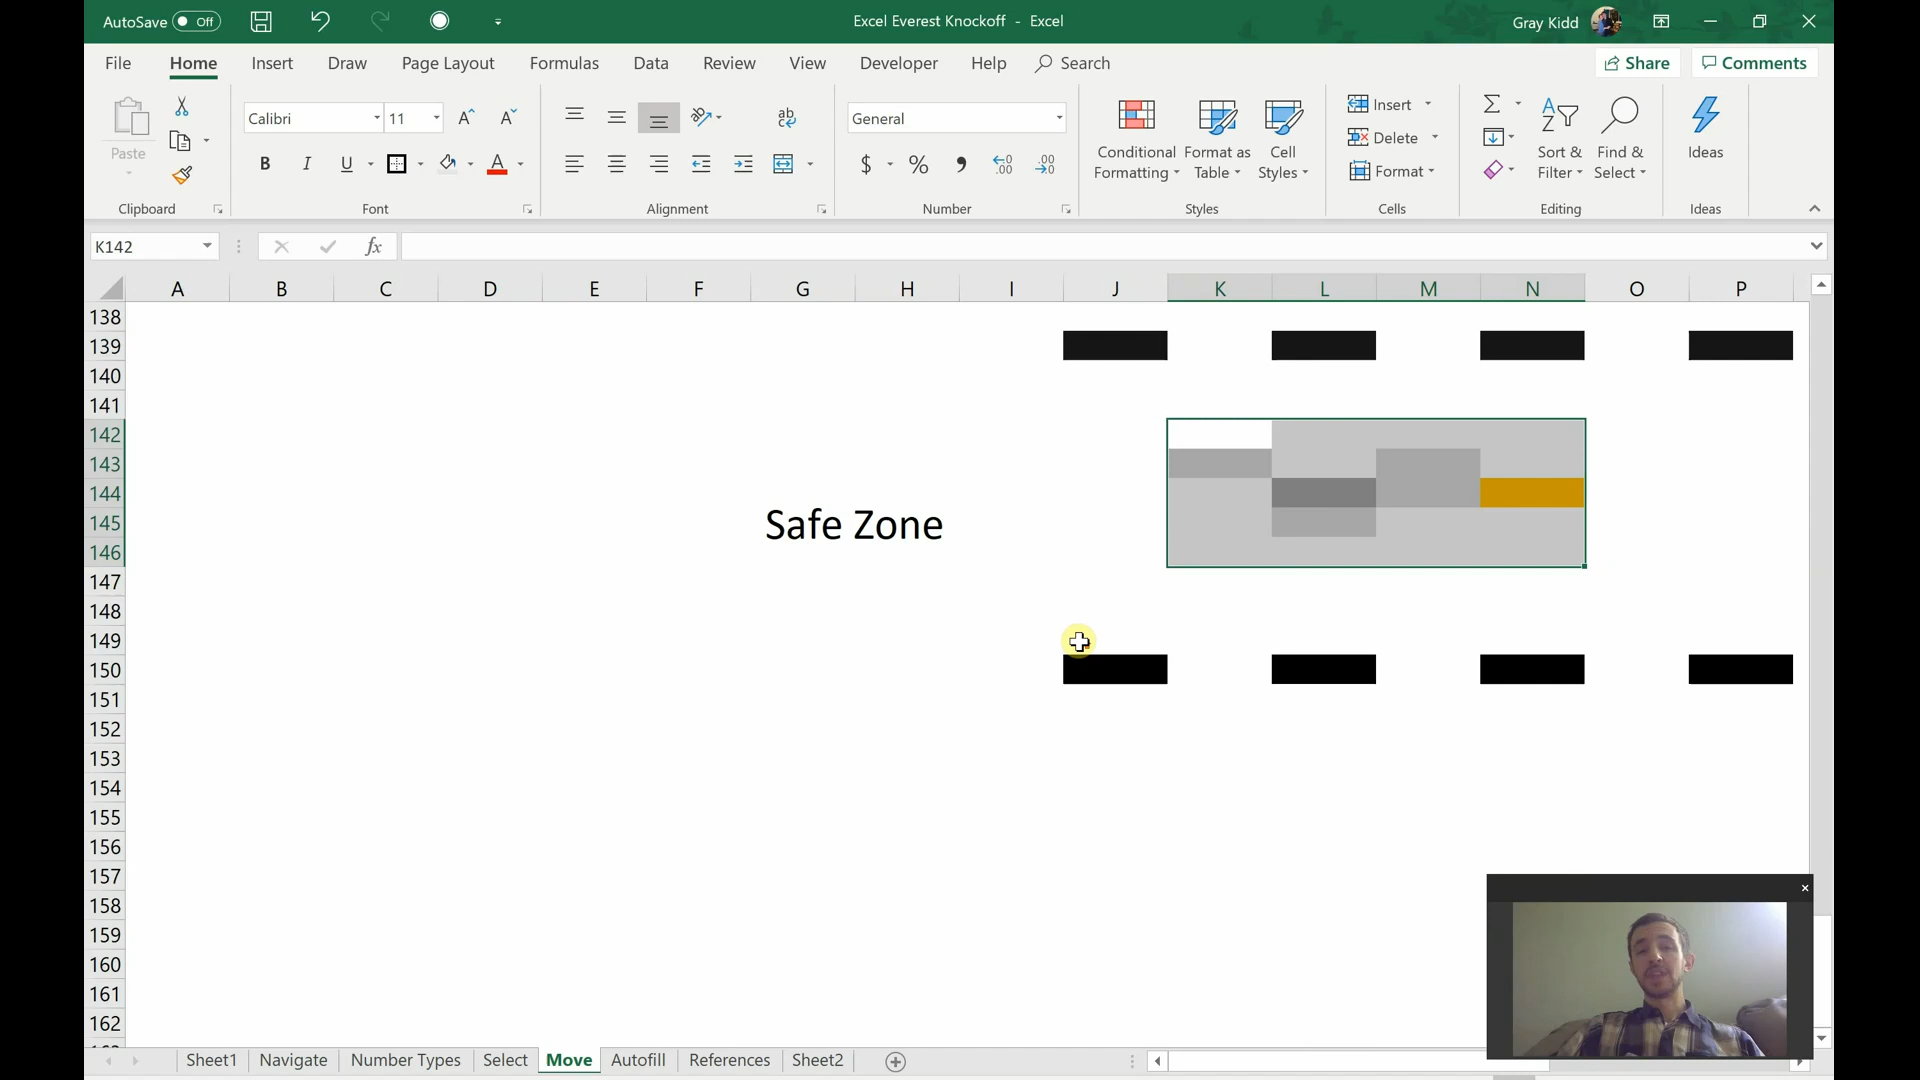 AutoSave Off Excel Everest Knockoff - Excel Gray Kidd
File Home Insert Draw Page Layout Formulas Data Review View Developer Help Search Share Comments
Paste
Clipboard
Calibri 11
B I U A
Font
ab
Alignment
General
$ % ,
Number
Conditional Formatting
Format as Table
Cell Styles
Styles
Insert
Delete
Format
Cells
Sort & Filter
Find & Select
Editing
Ideas
Ideas
K142 fx
A B C D E F G H I J K L M N O P
138
139
140
141
142
143
144
145
146
147
148
149
150
151
152
153
154
155
156
157
158
159
160
161
162
Safe Zone
Sheet1 Navigate Number Types Select Move Autofill References Sheet2